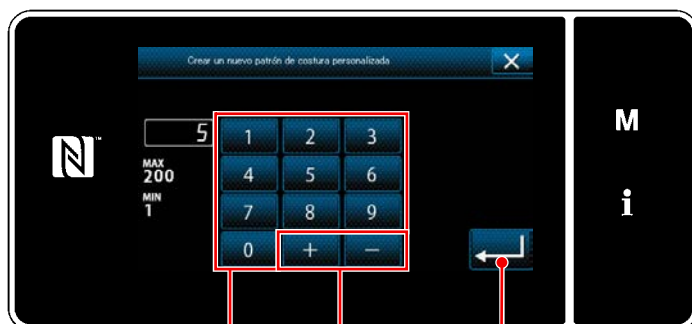 Crear un nuevo patrón de costura personalizada
5
MAX
200
MIN
1
1 2 3
4 5 6
7 8 9
0 + −
M
i
N™